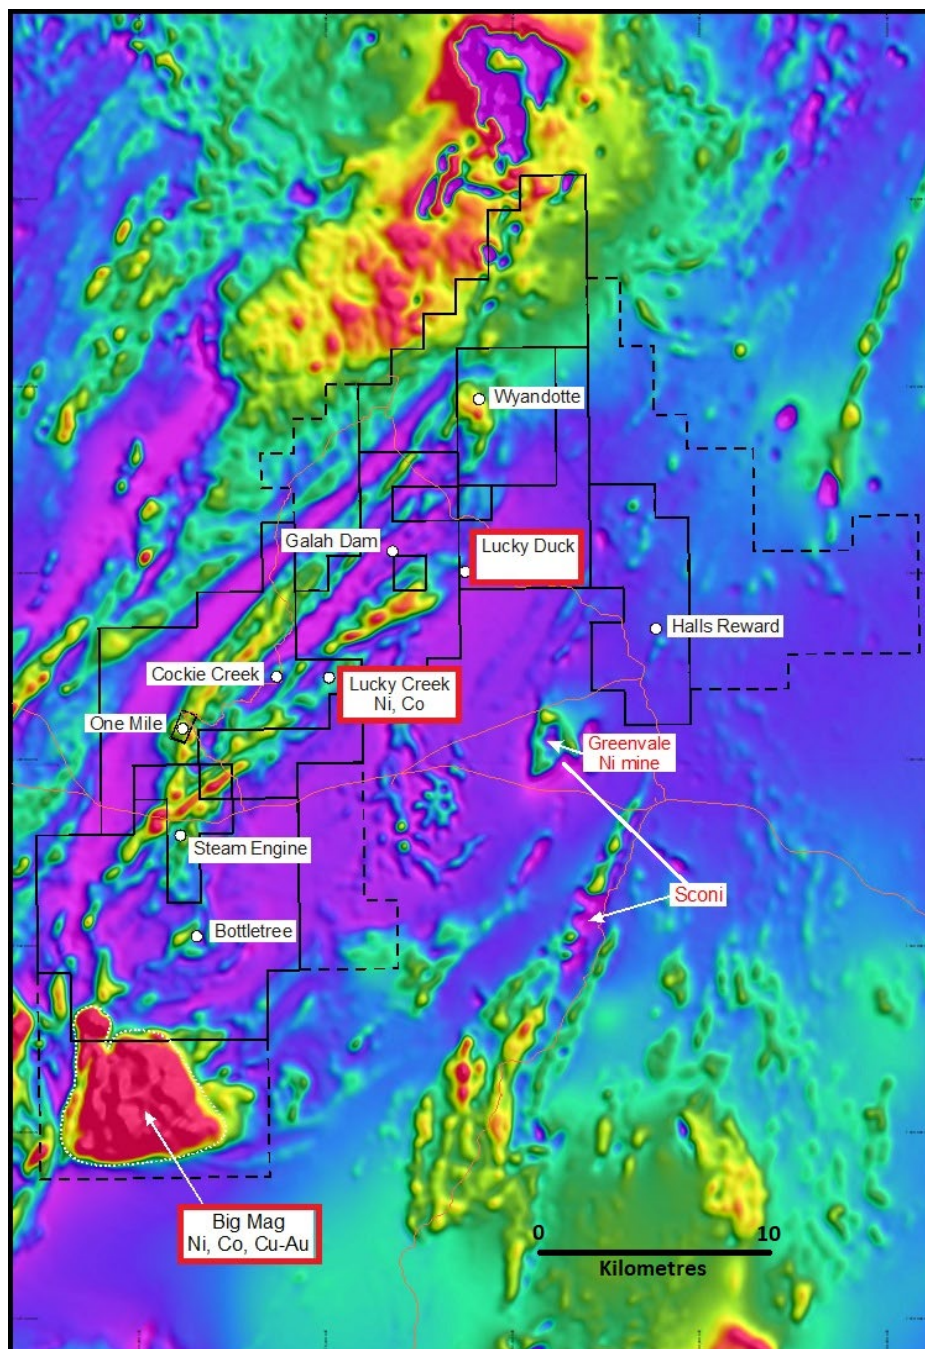 Wyandotte
Galah Dam
Lucky Duck
Halls Reward
Cockie Creek
Lucky Creek
Ni, Co
One Mile
Greenvale
Ni mine
Steam Engine
Sconi
Bottletree
Big Mag
Ni, Co, Cu-Au
0 10
Kilometres